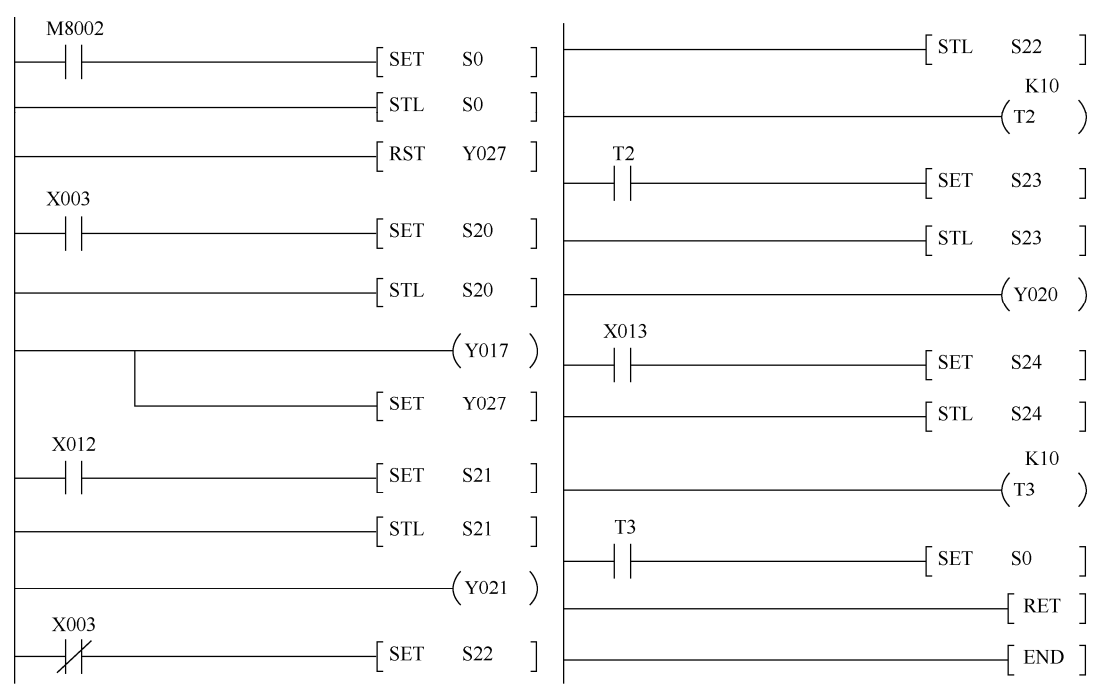 M8002
SET S0
STL S0
RST Y027
X003
SET S20
STL S20
Y017
SET Y027
X012
SET S21
STL S21
Y021
X003
SET S22
STL S22
K10
T2
T2
SET S23
STL S23
Y020
X013
SET S24
STL S24
K10
T3
T3
SET S0
RET
END